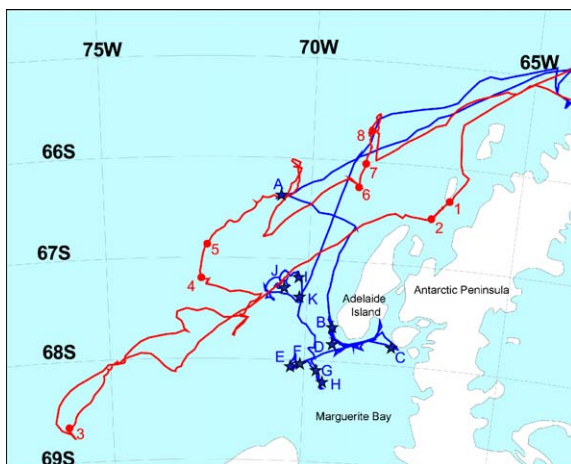 75W
70W
65W
8
66S
7
A
6
1
2
5
67S
J
I
4
K
Antarctic Peninsula
Adelaide
Island
B
D
C
68S
E
F
G
H
Marguerite Bay
3
69S